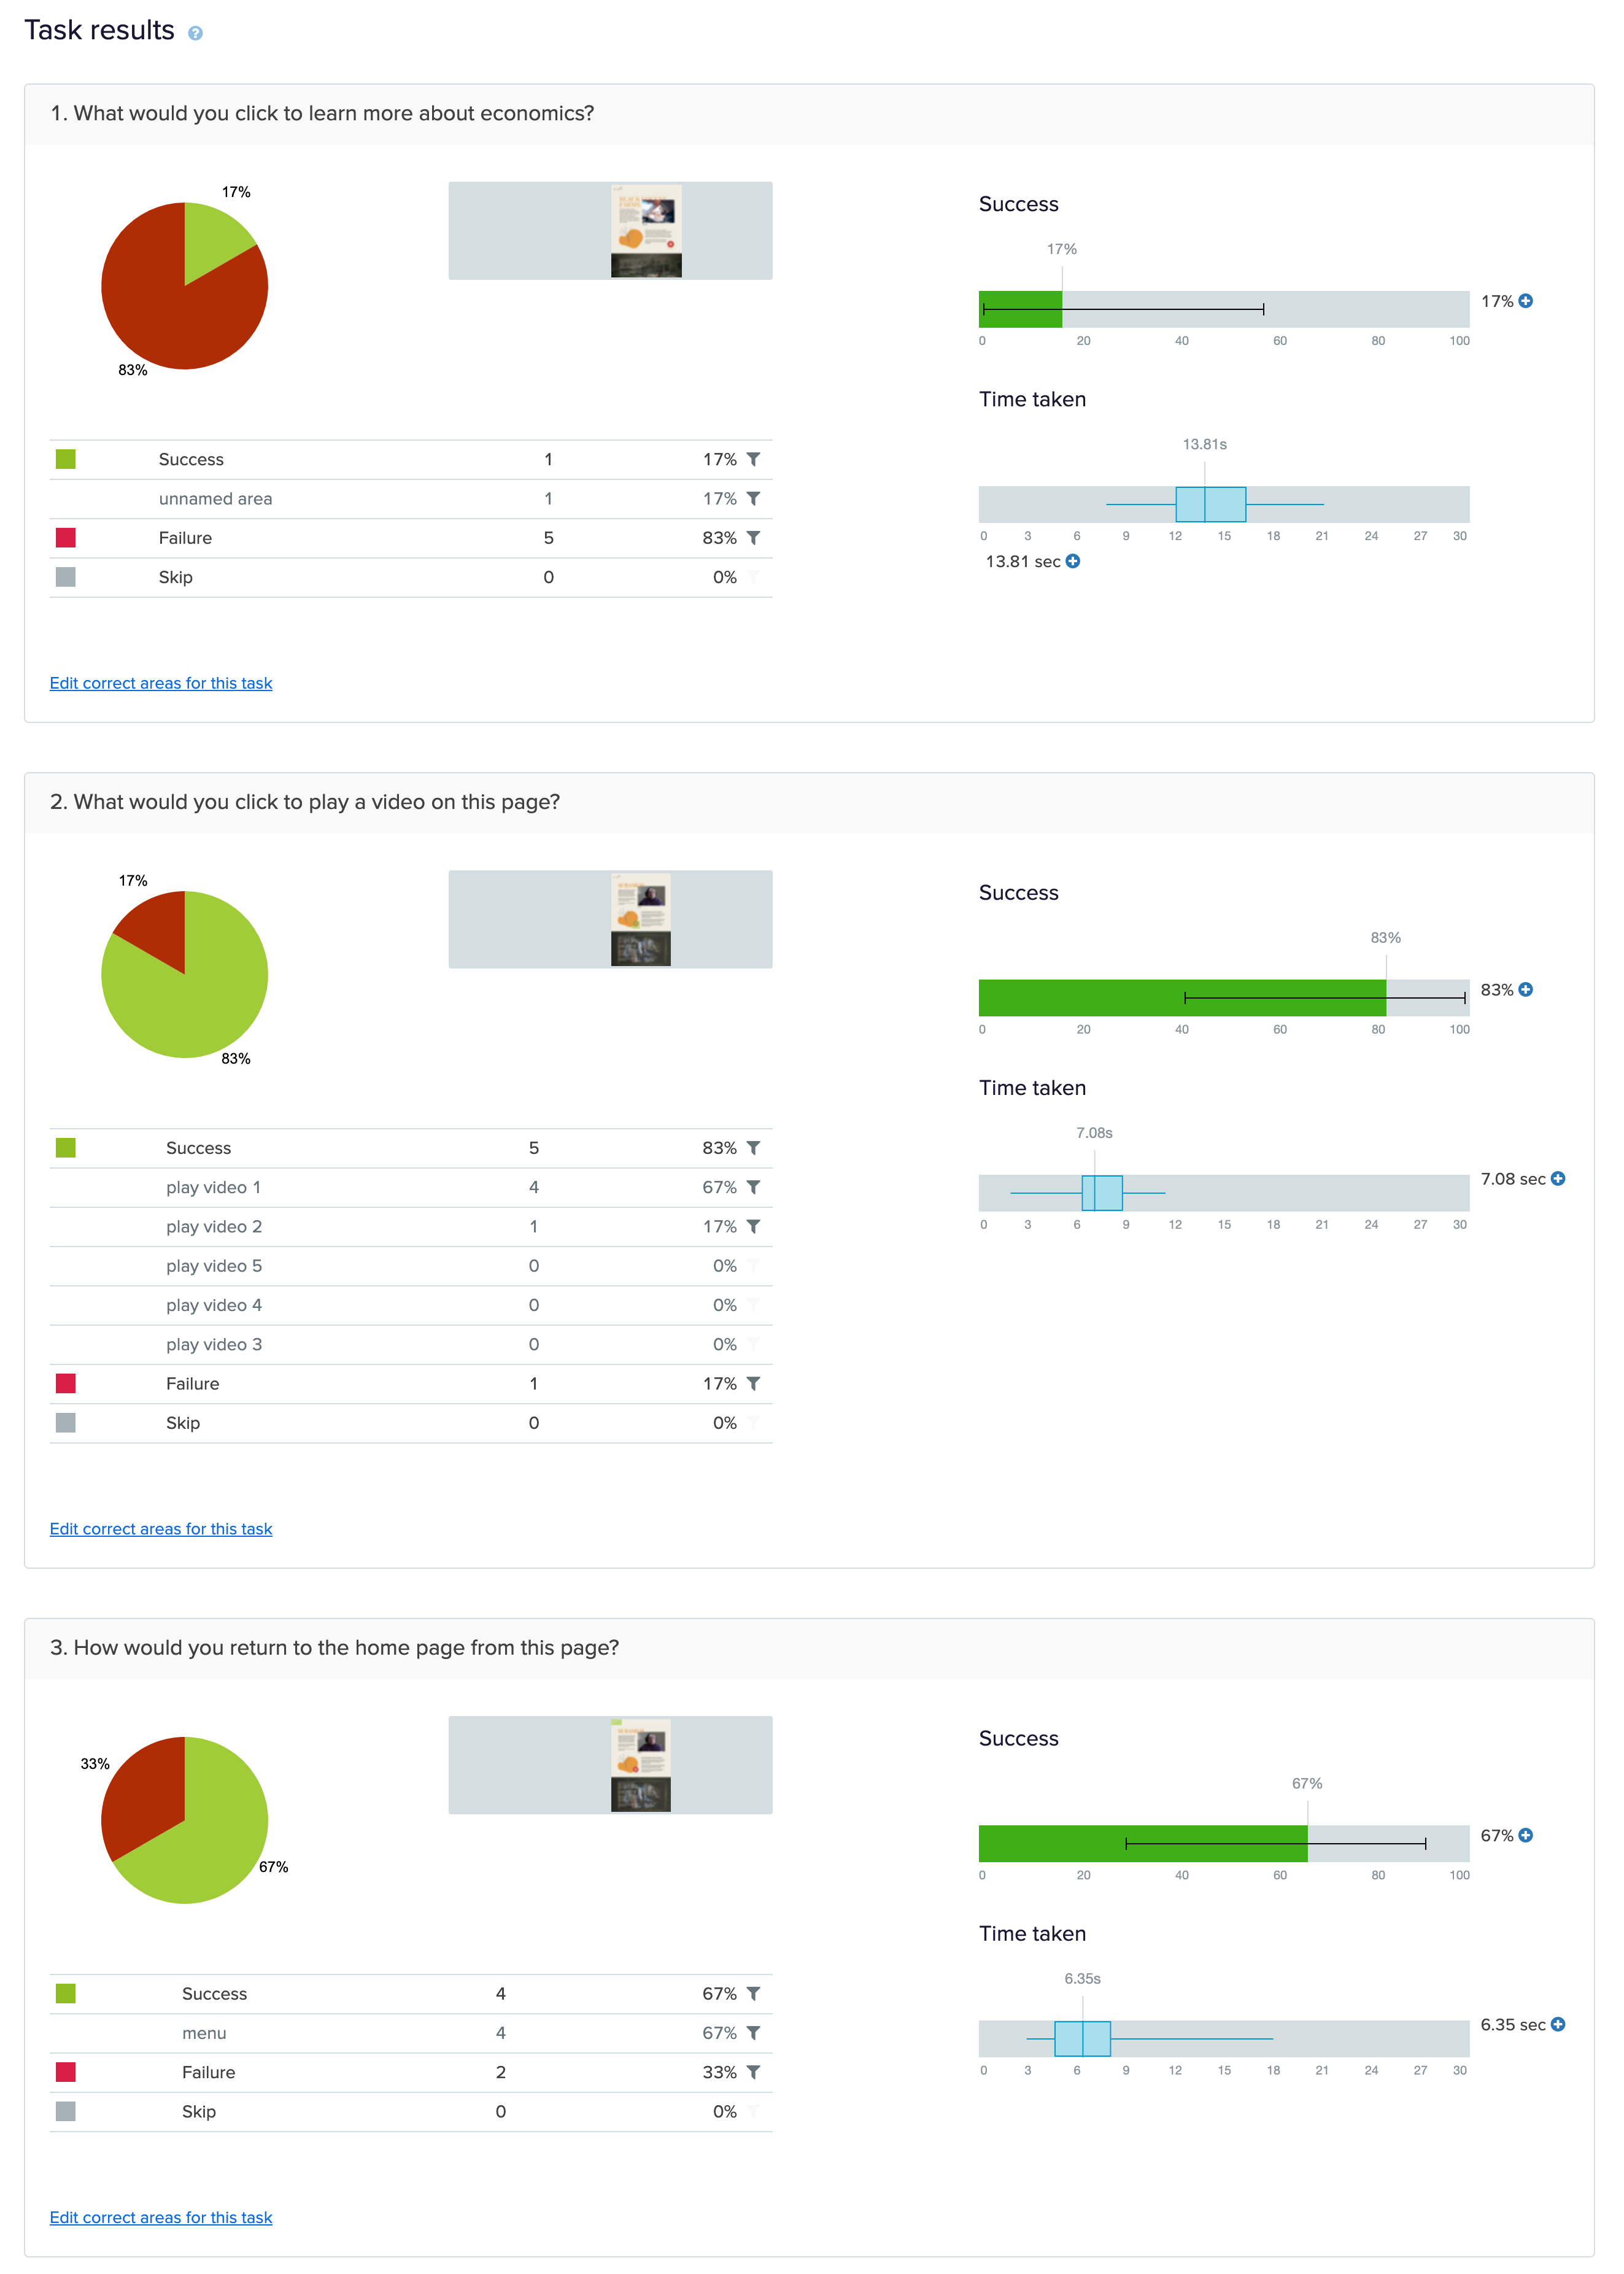 Task results ?
1. What would you click to learn more about economics?
17%
83%
Success 1 17%
unnamed area 1 17%
Failure 5 83%
Skip 0 0%
Edit correct areas for this task
Success
17%
17%
0 20 40 60 80 100
Time taken
13.81s
0 3 6 9 12 15 18 21 24 27 30
13.81 sec
2. What would you click to play a video on this page?
17%
83%
Success 5 83%
play video 1 4 67%
play video 2 1 17%
play video 5 0 0%
play video 4 0 0%
play video 3 0 0%
Failure 1 17%
Skip 0 0%
Edit correct areas for this task
Success
83%
83%
0 20 40 60 80 100
Time taken
7.08s
7.08 sec
0 3 6 9 12 15 18 21 24 27 30
3. How would you return to the home page from this page?
33%
67%
Success 4 67%
menu 4 67%
Failure 2 33%
Skip 0 0%
Edit correct areas for this task
Success
67%
67%
0 20 40 60 80 100
Time taken
6.35s
6.35 sec
0 3 6 9 12 15 18 21 24 27 30